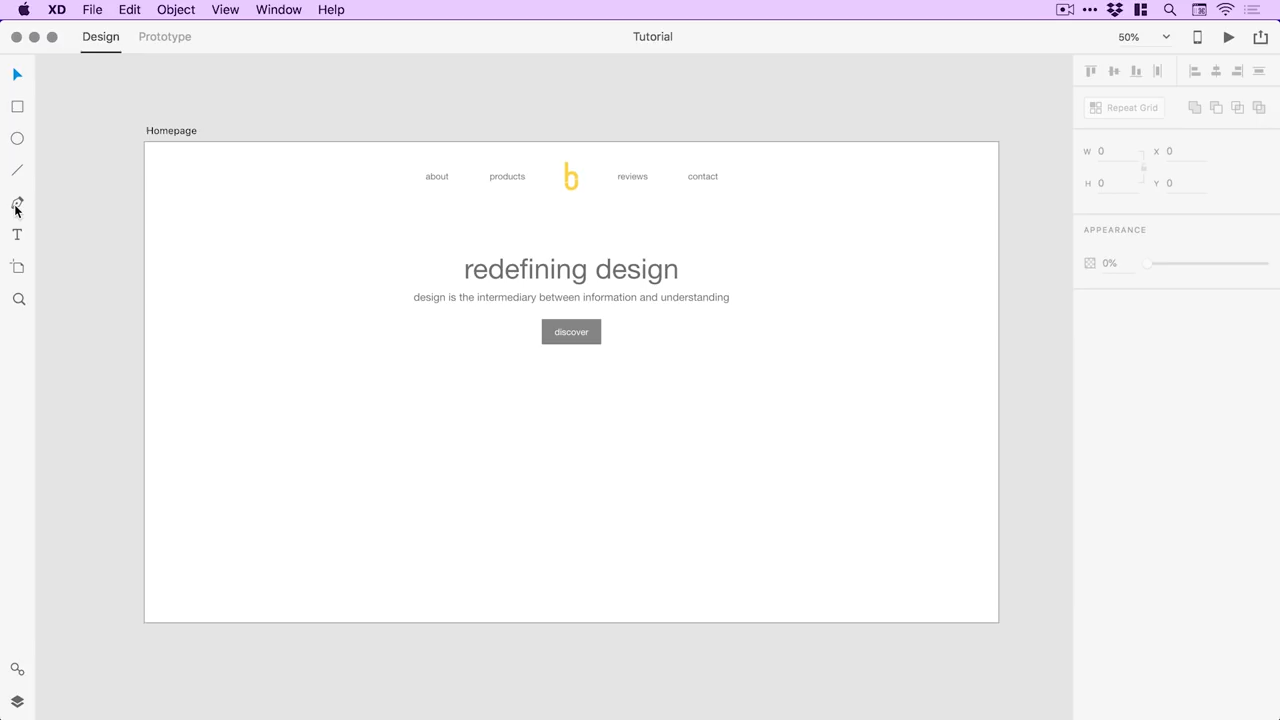 XD File Edit Object View Window Help
Design Prototype Tutorial 50%
Repeat Grid
Homepage
W 0 X 0
about products b reviews contact
H 0 Y 0
APPEARANCE
0%
redefining design
design is the intermediary between information and understanding
discover
T